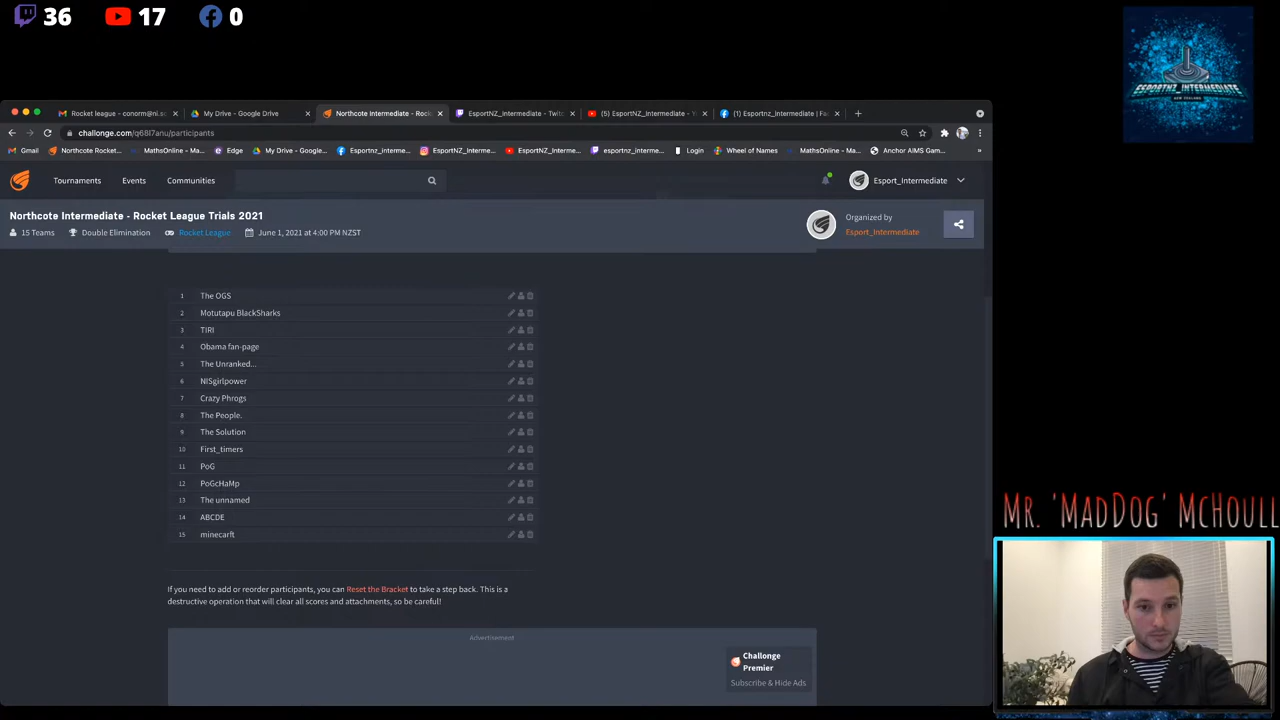 36 17 0
ESPORTNZ_INTERMEDIATE
NEW ZEALAND
Rocket league - conorm@ni.sc
My Drive - Google Drive
Northcote Intermediate - Rock
EsportNZ_Intermediate - Twitc
(5) EsportNZ_Intermediate - Y
(1) Esportnz_Intermediate | Fac
challonge.com/q68l7anu/participants
Gmail
Northcote Rocket...
MathsOnline - Ma...
Edge
My Drive - Google...
Esportnz_interme...
EsportNZ_Interme...
EsportNZ_Interme...
esportnz_interme...
Login
Wheel of Names
MathsOnline - Ma...
Anchor AIMS Gam...
»
Tournaments Events Communities
Esport_Intermediate
Northcote Intermediate - Rocket League Trials 2021
15 Teams Double Elimination Rocket League June 1, 2021 at 4:00 PM NZST
Organized by
Esport_Intermediate
1 The OGS
2 Motutapu BlackSharks
3 TIRI
4 Obama fan-page
5 The Unranked...
6 NISgirlpower
7 Crazy Phrogs
8 The People.
9 The Solution
10 First_timers
11 PoG
12 PoGcHaMp
13 The unnamed
14 ABCDE
15 minecarft
If you need to add or reorder participants, you can Reset the Bracket to take a step back. This is a
destructive operation that will clear all scores and attachments, so be careful!
Advertisement
Challonge
Premier
Subscribe & Hide Ads
Mr. 'MadDog' McHoull